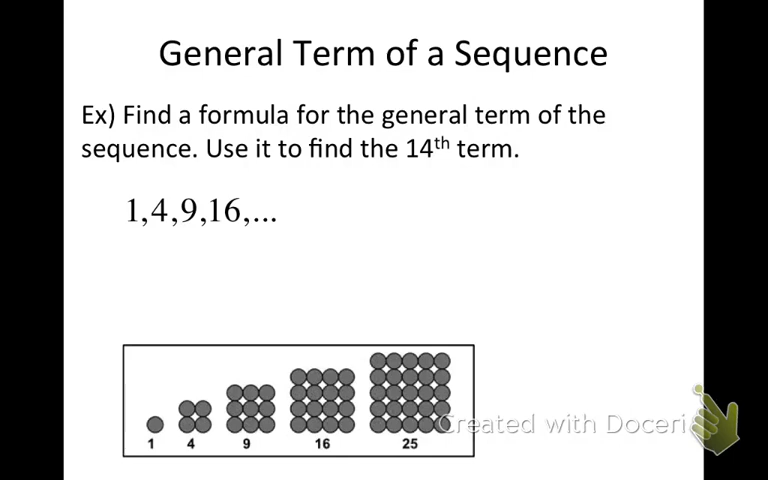 General Term of a Sequence
Ex) Find a formula for the general term of the
sequence. Use it to find the 14th term.
1,4,9,16,...
1 4 9 16 25
Created with Doceri